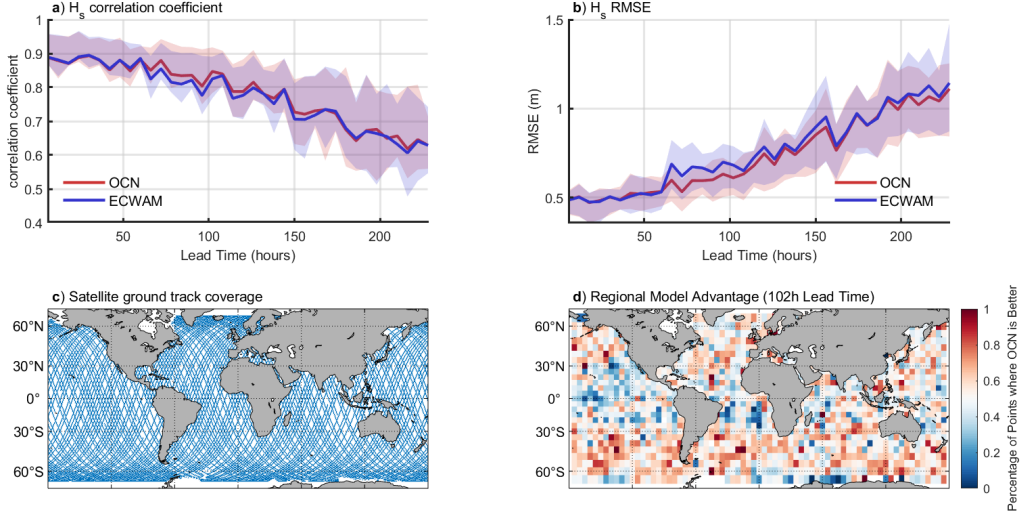 a) Hs correlation coefficient
correlation coefficient
1
0.9
0.8
0.7
0.6
0.5
0.4
OCN
ECWAM
50
100
150
200
Lead Time (hours)
b) Hs RMSE
RMSE (m)
1.5
1
0.5
OCN
ECWAM
50
100
150
200
Lead Time (hours)
c) Satellite ground track coverage
60°N
30°N
0°
30°S
60°S
d) Regional Model Advantage (102h Lead Time)
60°N
30°N
0°
30°S
60°S
1
0.8
0.6
0.4
0.2
0
Percentage of Points where OCN is Better